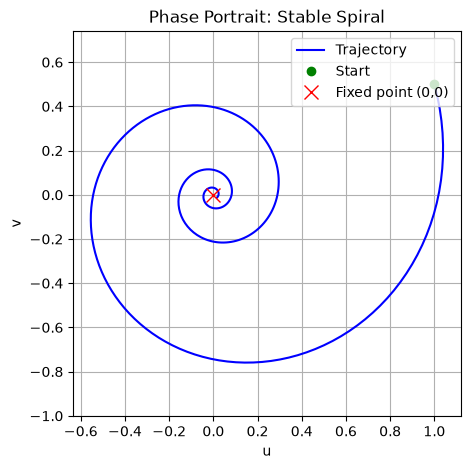 Phase Portrait: Stable Spiral
Trajectory
Start
Fixed point (0,0)
0.6
0.4
0.2
0.0
−0.2
−0.4
−0.6
−0.8
−1.0
v
−0.6 −0.4 −0.2 0.0 0.2 0.4 0.6 0.8 1.0
u